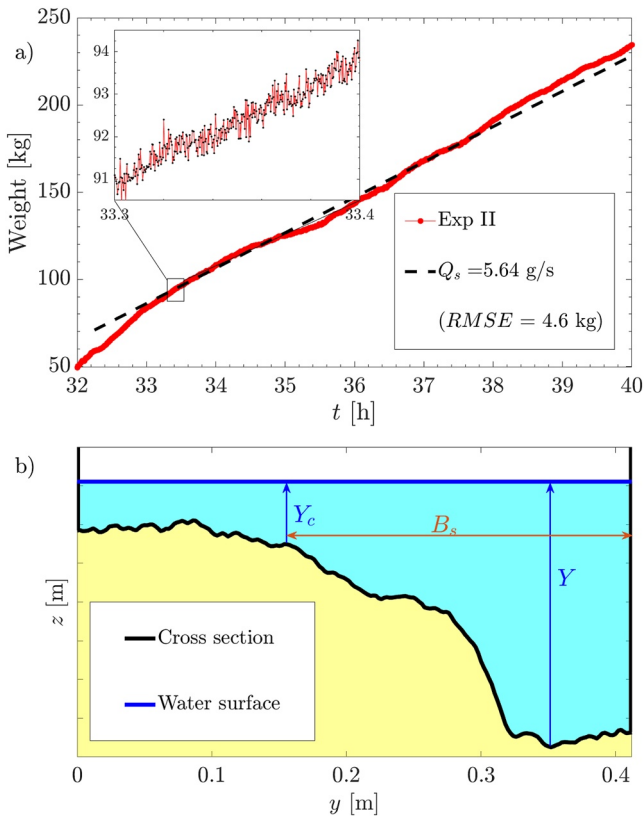 a)
250
200
150
100
50
Weight [kg]
94
93
92
91
33.3
33.4
Exp II
Q_s =5.64 g/s
(RMSE = 4.6 kg)
32
33
34
35
36
37
38
39
40
t [h]
b)
Y_c
B_s
Y
z [m]
Cross section
Water surface
0
0.1
0.2
0.3
0.4
y [m]